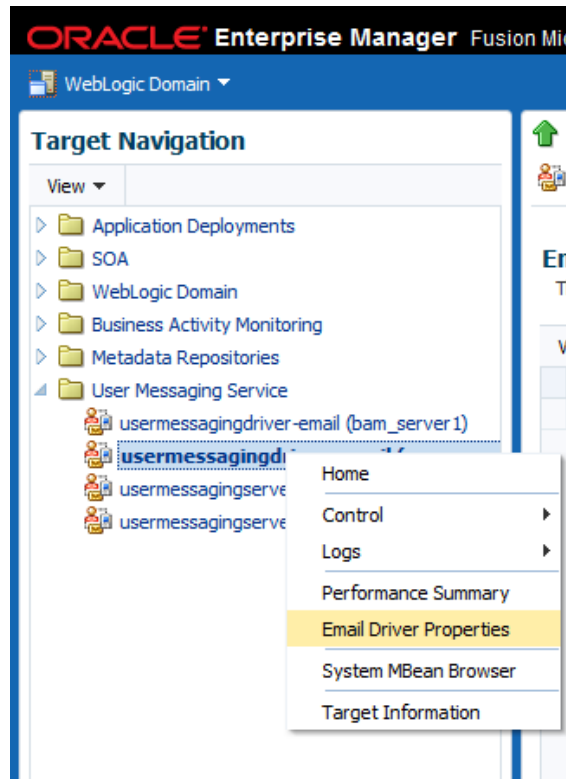 ORACLE Enterprise Manager Fusion Mi
WebLogic Domain
Target Navigation
View
Application Deployments
SOA
WebLogic Domain
Business Activity Monitoring
Metadata Repositories
User Messaging Service
usermessagingdriver-email (bam_server1)
usermessagingd
usermessagingserve
usermessagingserve
Home
Control
Logs
Performance Summary
Email Driver Properties
System MBean Browser
Target Information